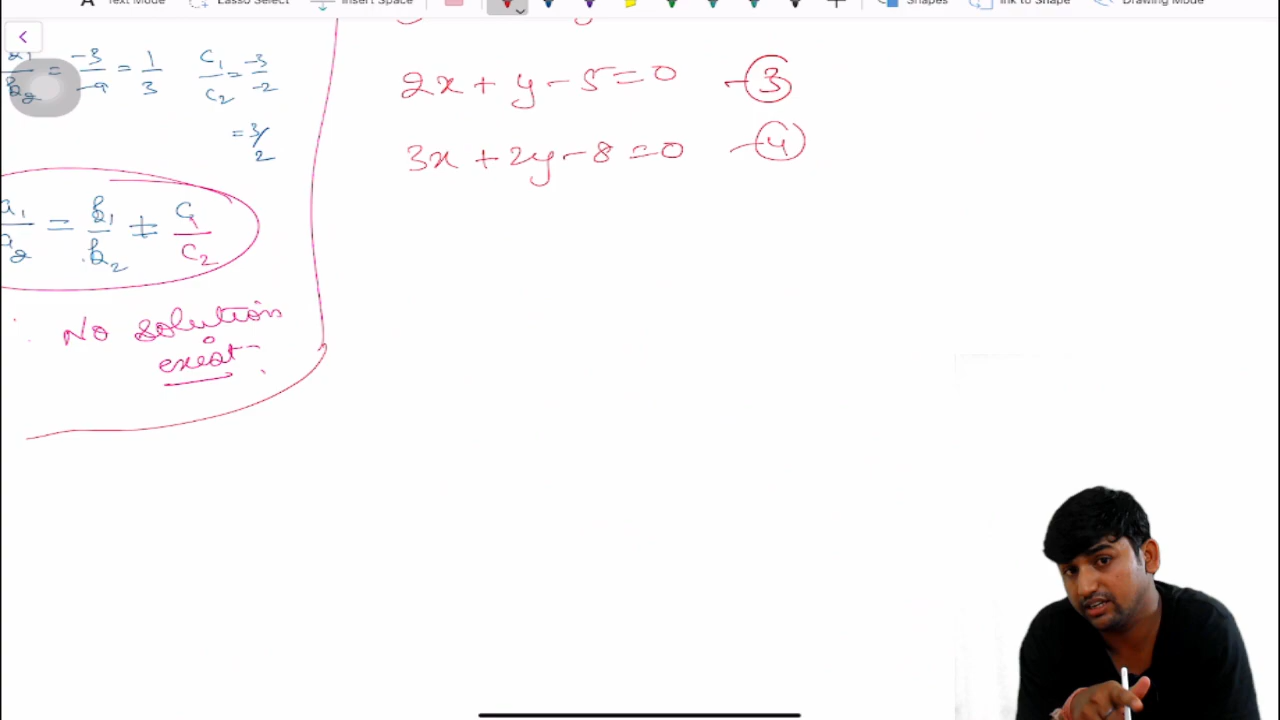 Text Mode Lasso Select Insert Space Shapes Ink to Shape Drawing Mode
= -3/-9 = 1/3 c₁/c₂ = -3/-2
= 3/2
a₁/a₂ = b₁/b₂ ≠ c₁/c₂
No solution
exist
2x + y - 5 = 0 - ③
3x + 2y - 8 = 0 - ④